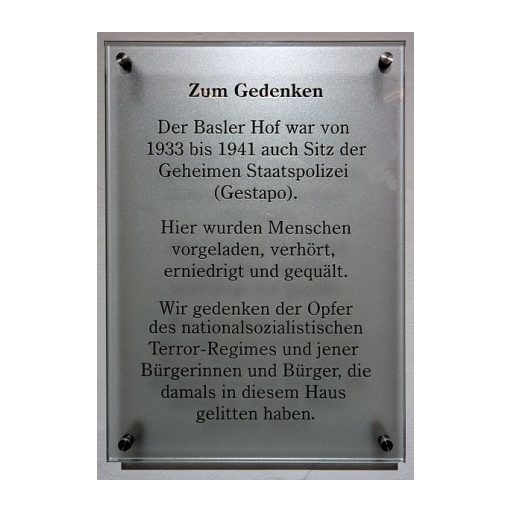 Zum Gedenken
Der Basler Hof war von
1933 bis 1941 auch Sitz der
Geheimen Staatspolizei
(Gestapo).
Hier wurden Menschen
vorgeladen, verhört,
erniedrigt und gequält.
Wir gedenken der Opfer
des nationalsozialistischen
Terror-Regimes und jener
Bürgerinnen und Bürger, die
damals in diesem Haus
gelitten haben.